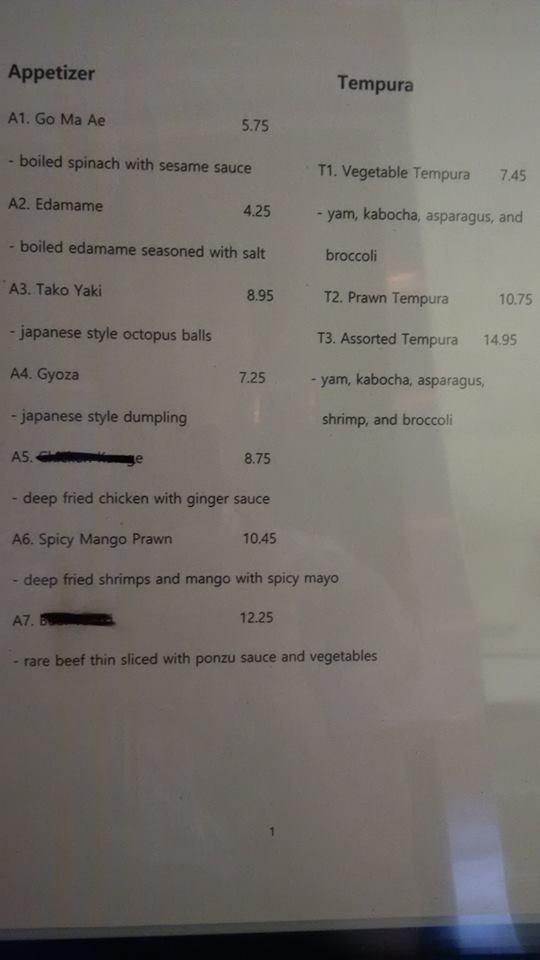 Appetizer
A1. Go Ma Ae 5.75
- boiled spinach with sesame sauce
A2. Edamame 4.25
- boiled edamame seasoned with salt
A3. Tako Yaki 8.95
- japanese style octopus balls
A4. Gyoza 7.25
- japanese style dumpling
A5. 8.75
- deep fried chicken with ginger sauce
A6. Spicy Mango Prawn 10.45
- deep fried shrimps and mango with spicy mayo
A7. 12.25
- rare beef thin sliced with ponzu sauce and vegetables
Tempura
T1. Vegetable Tempura 7.45
- yam, kabocha, asparagus, and
broccoli
T2. Prawn Tempura 10.75
T3. Assorted Tempura 14.95
- yam, kabocha, asparagus,
shrimp, and broccoli
1